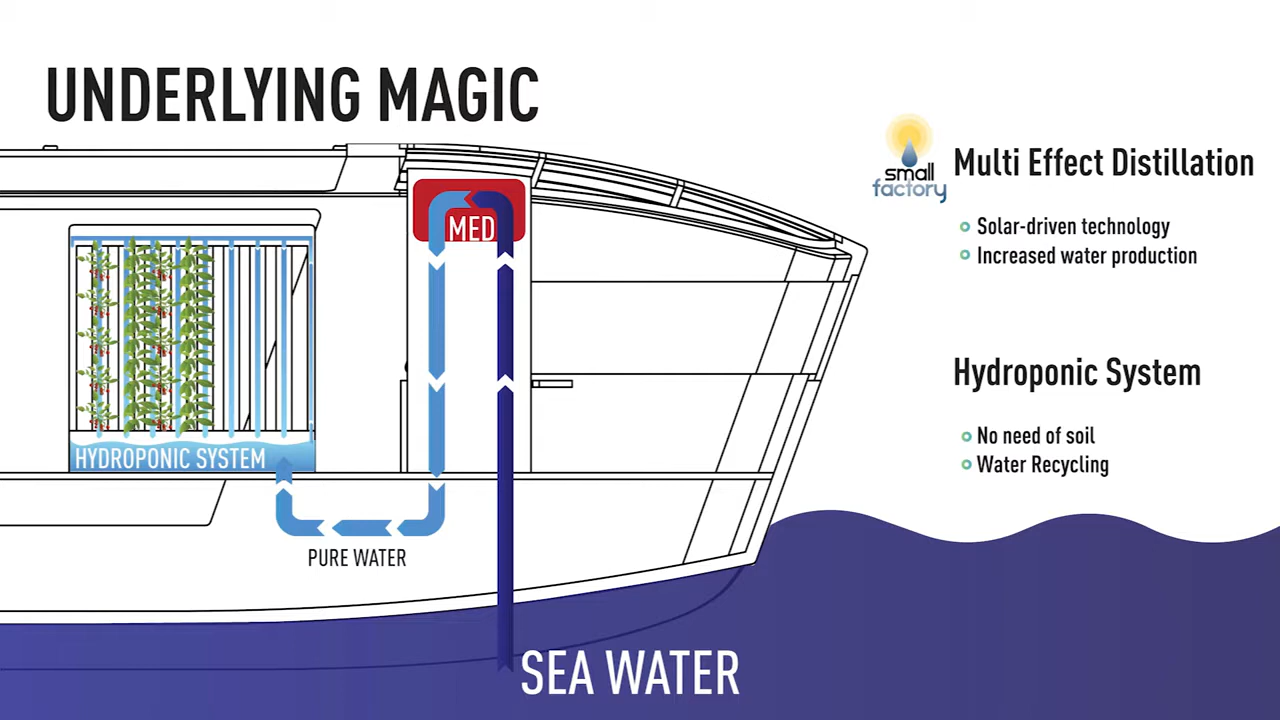 UNDERLYING MAGIC
small
factory
Multi Effect Distillation
Solar-driven technology
Increased water production
MED
Hydroponic System
No need of soil
Water Recycling
HYDROPONIC SYSTEM
PURE WATER
SEA WATER